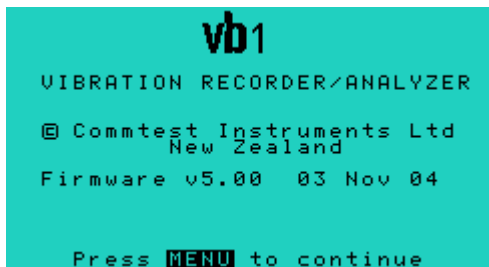 vb1
VIBRATION RECORDER/ANALYZER
© Commtest Instruments Ltd
New Zealand
Firmware v5.00 03 Nov 04
Press MENU to continue